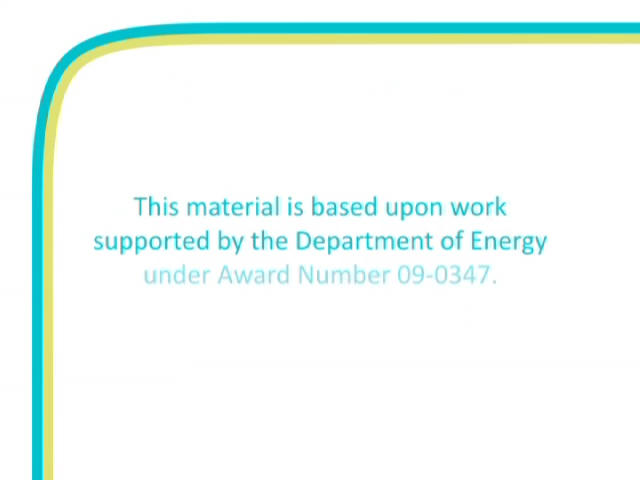 This material is based upon work
supported by the Department of Energy
under Award Number 09-0347.